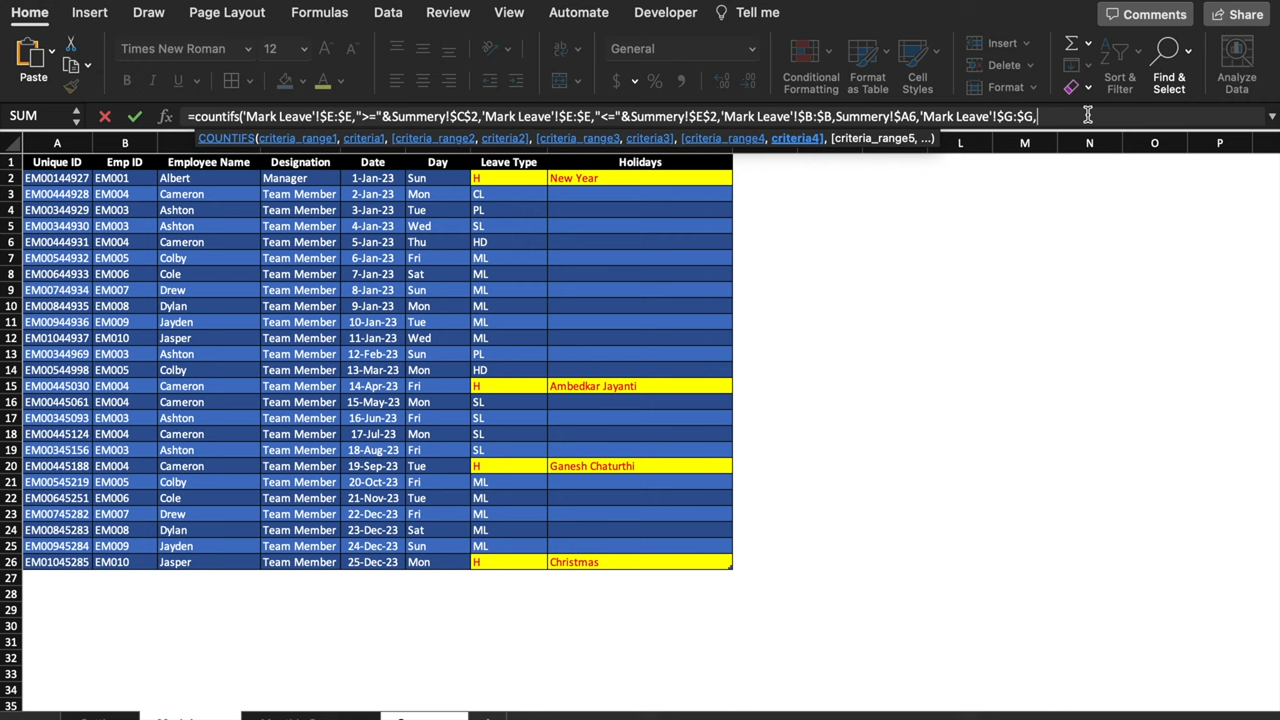 Home Insert Draw Page Layout Formulas Data Review View Automate Developer Tell me Comments Share
Times New Roman 12 General Insert
Paste Conditional Formatting Format as Table Cell Styles Delete Sort & Filter Find & Select Analyze Data
Format
SUM =countifs('Mark Leave'!$E:$E,">="&Summery!$C$2,'Mark Leave'!$E:$E,"<="&Summery!$E$2,'Mark Leave'!$B:$B,Summery!$A6,'Mark Leave'!$G:$G,
COUNTIFS(criteria_range1, criteria1, [criteria_range2, criteria2], [criteria_range3, criteria3], [criteria_range4, criteria4], [criteria_range5, ...)
A B C D E F G H L M N O P
1 Unique ID Emp ID Employee Name Designation Date Day Leave Type Holidays
2 EM00144927 EM001 Albert Manager 1-Jan-23 Sun H New Year
3 EM00444928 EM004 Cameron Team Member 2-Jan-23 Mon CL
4 EM00344929 EM003 Ashton Team Member 3-Jan-23 Tue PL
5 EM00344930 EM003 Ashton Team Member 4-Jan-23 Wed SL
6 EM00444931 EM004 Cameron Team Member 5-Jan-23 Thu HD
7 EM00544932 EM005 Colby Team Member 6-Jan-23 Fri ML
8 EM00644933 EM006 Cole Team Member 7-Jan-23 Sat ML
9 EM00744934 EM007 Drew Team Member 8-Jan-23 Sun ML
10 EM00844935 EM008 Dylan Team Member 9-Jan-23 Mon ML
11 EM00944936 EM009 Jayden Team Member 10-Jan-23 Tue ML
12 EM01044937 EM010 Jasper Team Member 11-Jan-23 Wed ML
13 EM00344969 EM003 Ashton Team Member 12-Feb-23 Sun PL
14 EM00544998 EM005 Colby Team Member 13-Mar-23 Mon HD
15 EM00445030 EM004 Cameron Team Member 14-Apr-23 Fri H Ambedkar Jayanti
16 EM00445061 EM004 Cameron Team Member 15-May-23 Mon SL
17 EM00345093 EM003 Ashton Team Member 16-Jun-23 Fri SL
18 EM00445124 EM004 Cameron Team Member 17-Jul-23 Mon SL
19 EM00345156 EM003 Ashton Team Member 18-Aug-23 Fri SL
20 EM00445188 EM004 Cameron Team Member 19-Sep-23 Tue H Ganesh Chaturthi
21 EM00545219 EM005 Colby Team Member 20-Oct-23 Fri ML
22 EM00645251 EM006 Cole Team Member 21-Nov-23 Tue ML
23 EM00745282 EM007 Drew Team Member 22-Dec-23 Fri ML
24 EM00845283 EM008 Dylan Team Member 23-Dec-23 Sat ML
25 EM00945284 EM009 Jayden Team Member 24-Dec-23 Sun ML
26 EM01045285 EM010 Jasper Team Member 25-Dec-23 Mon H Christmas
27
28
29
30
31
32
33
34
35